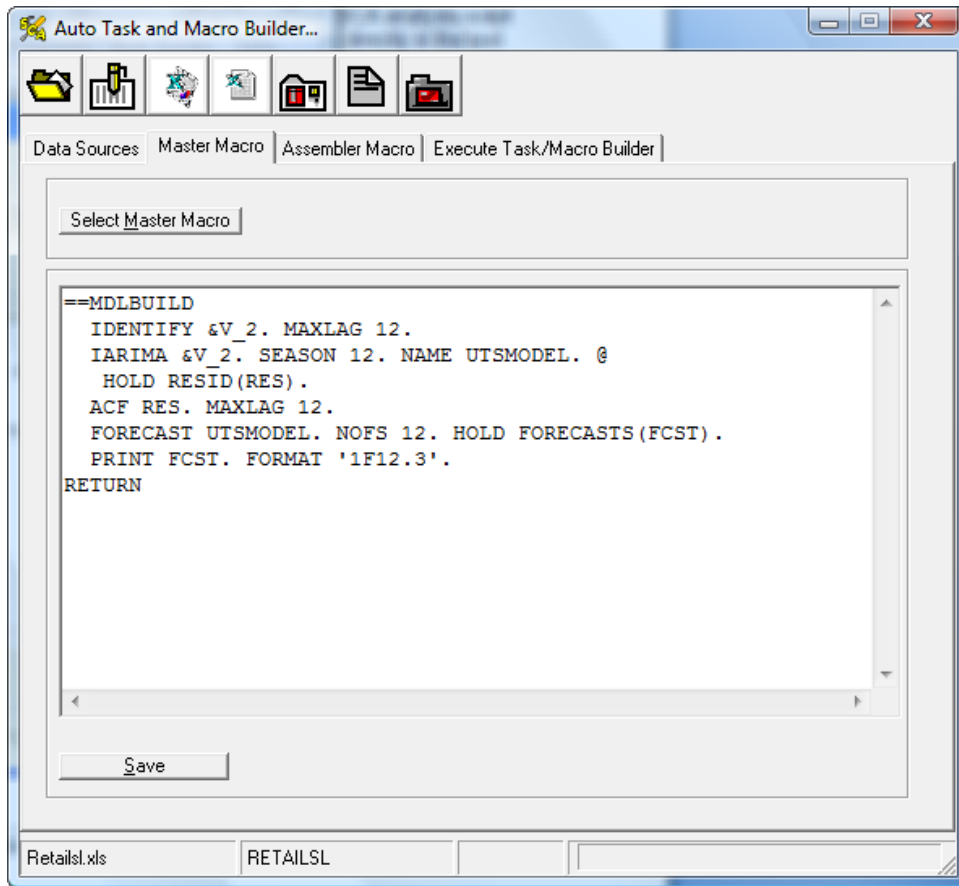 Auto Task and Macro Builder...
Data Sources Master Macro Assembler Macro Execute Task/Macro Builder
Select Master Macro
==MDLBUILD
  IDENTIFY &V_2. MAXLAG 12.
  IARIMA &V_2. SEASON 12. NAME UTSMODEL. @
   HOLD RESID(RES).
  ACF RES. MAXLAG 12.
  FORECAST UTSMODEL. NOFS 12. HOLD FORECASTS(FCST).
  PRINT FCST. FORMAT '1F12.3'.
RETURN
Save
Retailsl.xls RETAILSL